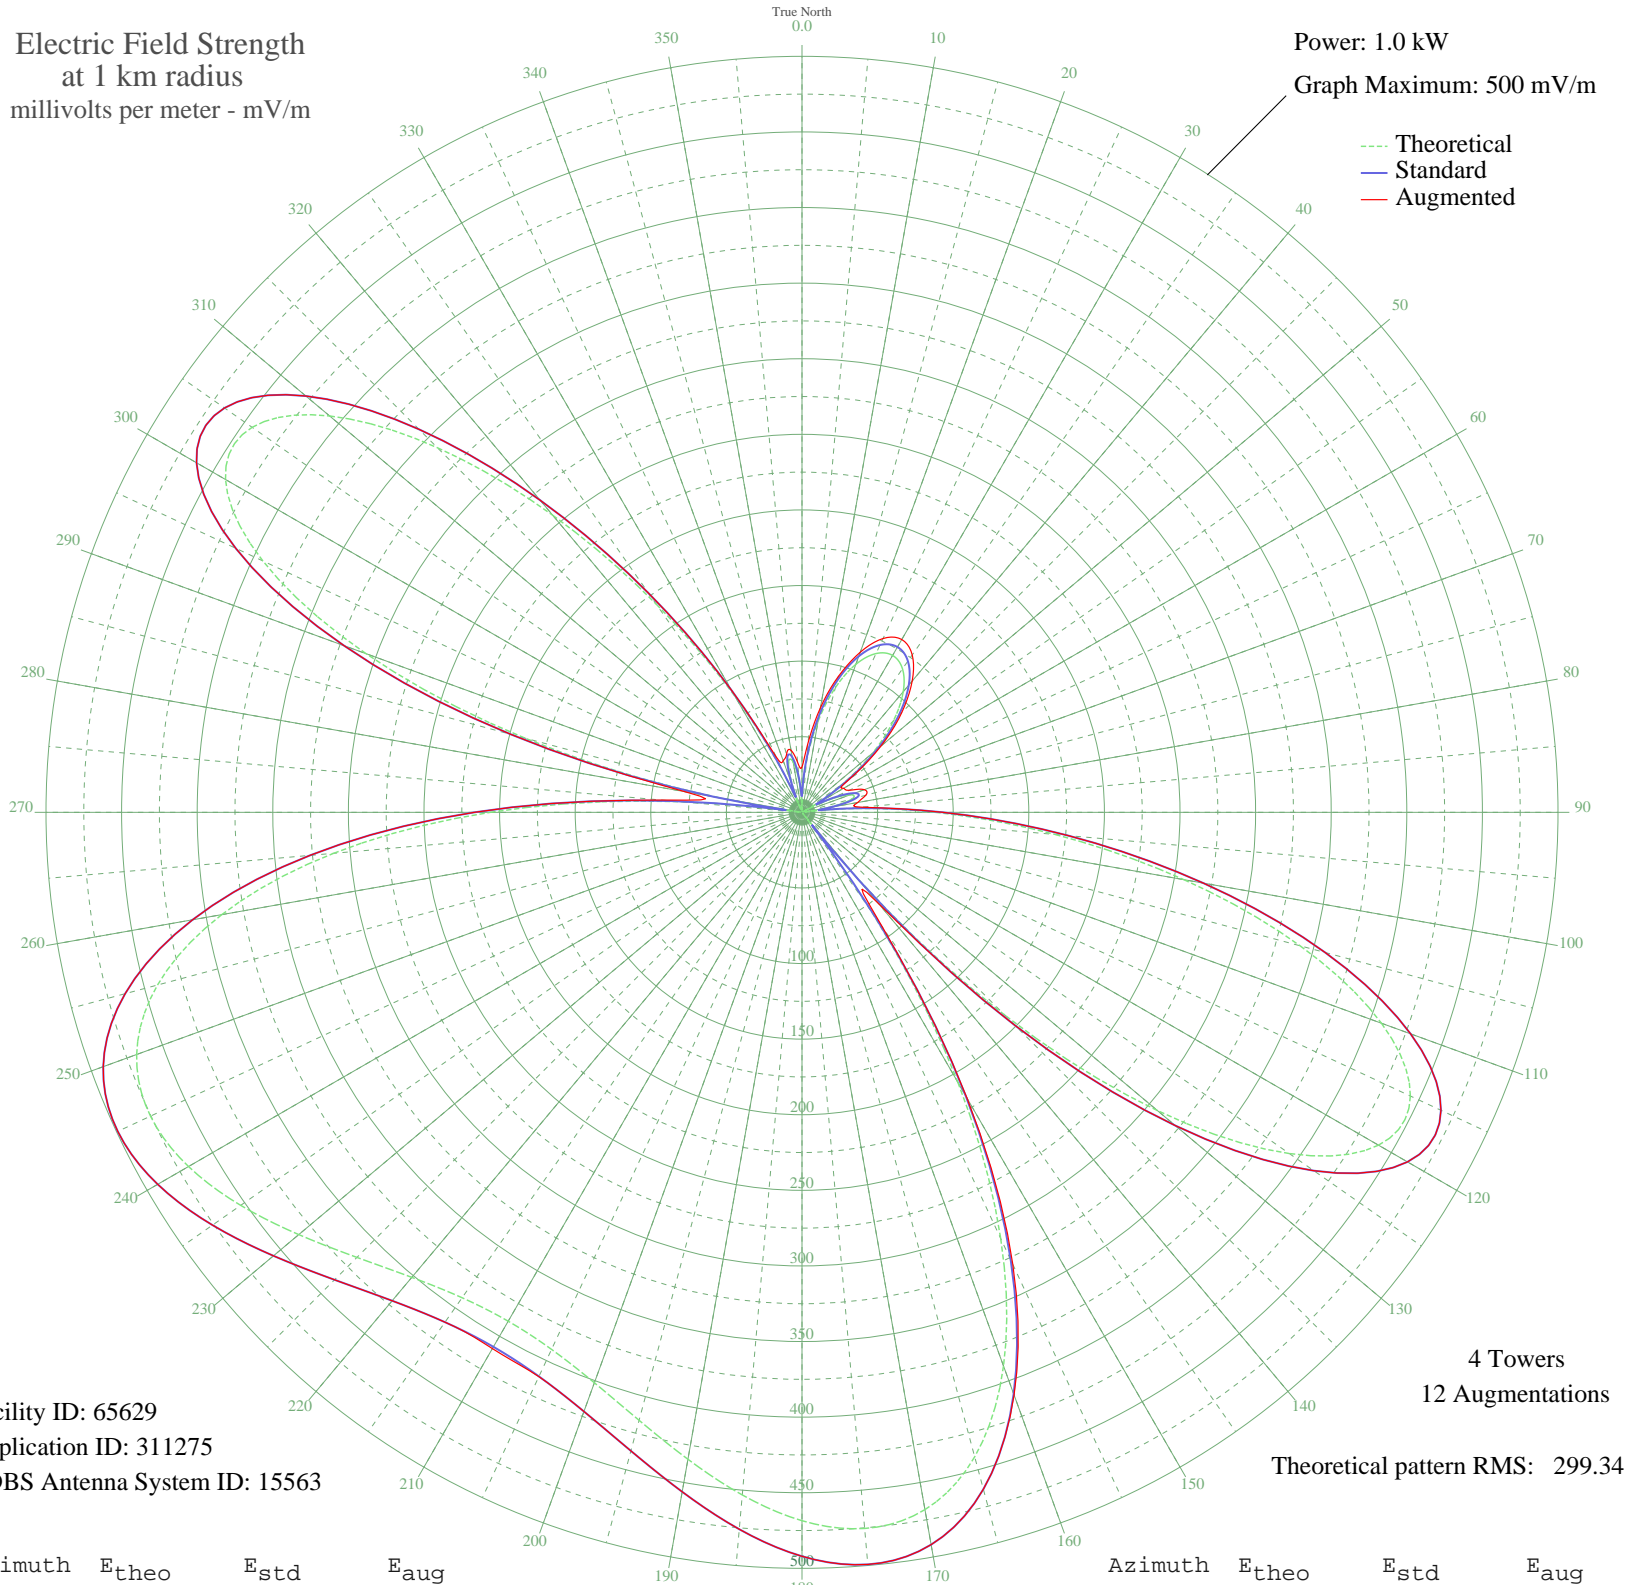 True North
0.0
Electric Field Strength
at 1 km radius
millivolts per meter - mV/m
Power: 1.0 kW
Graph Maximum: 500 mV/m
Theoretical
Standard
Augmented
10
20
30
40
50
60
70
80
90
100
110
120
130
140
150
160
170
190
200
210
220
230
240
250
260
270
280
290
300
310
320
330
340
350
100
150
200
250
300
350
400
450
500
4 Towers
12 Augmentations
Theoretical pattern RMS: 299.34
cility ID: 65629
plication ID: 311275
DBS Antenna System ID: 15563
imuth Etheo Estd Eaug
Azimuth Etheo Estd Eaug